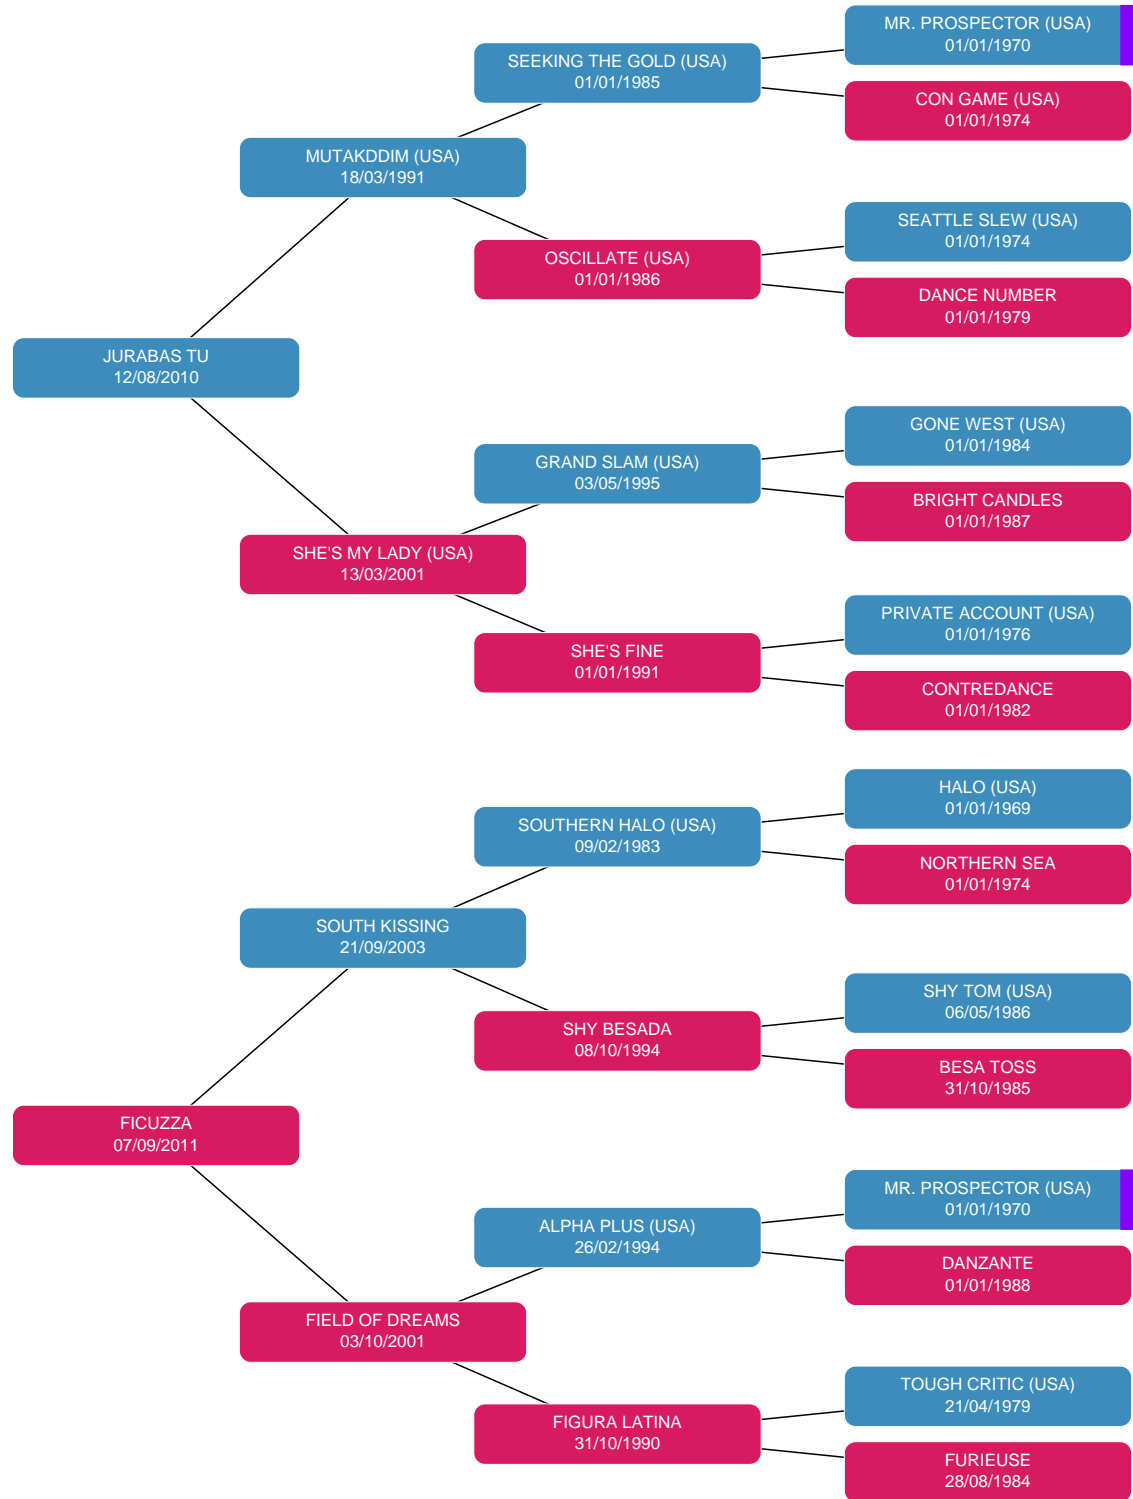 MR. PROSPECTOR (USA)
01/01/1970
SEEKING THE GOLD (USA)
01/01/1985
CON GAME (USA)
01/01/1974
MUTAKDDIM (USA)
18/03/1991
SEATTLE SLEW (USA)
01/01/1974
OSCILLATE (USA)
01/01/1986
DANCE NUMBER
01/01/1979
JURABAS TU
12/08/2010
GONE WEST (USA)
01/01/1984
GRAND SLAM (USA)
03/05/1995
BRIGHT CANDLES
01/01/1987
SHE'S MY LADY (USA)
13/03/2001
PRIVATE ACCOUNT (USA)
01/01/1976
SHE'S FINE
01/01/1991
CONTREDANCE
01/01/1982
HALO (USA)
01/01/1969
SOUTHERN HALO (USA)
09/02/1983
NORTHERN SEA
01/01/1974
SOUTH KISSING
21/09/2003
SHY TOM (USA)
06/05/1986
SHY BESADA
08/10/1994
BESA TOSS
31/10/1985
FICUZZA
07/09/2011
MR. PROSPECTOR (USA)
01/01/1970
ALPHA PLUS (USA)
26/02/1994
DANZANTE
01/01/1988
FIELD OF DREAMS
03/10/2001
TOUGH CRITIC (USA)
21/04/1979
FIGURA LATINA
31/10/1990
FURIEUSE
28/08/1984